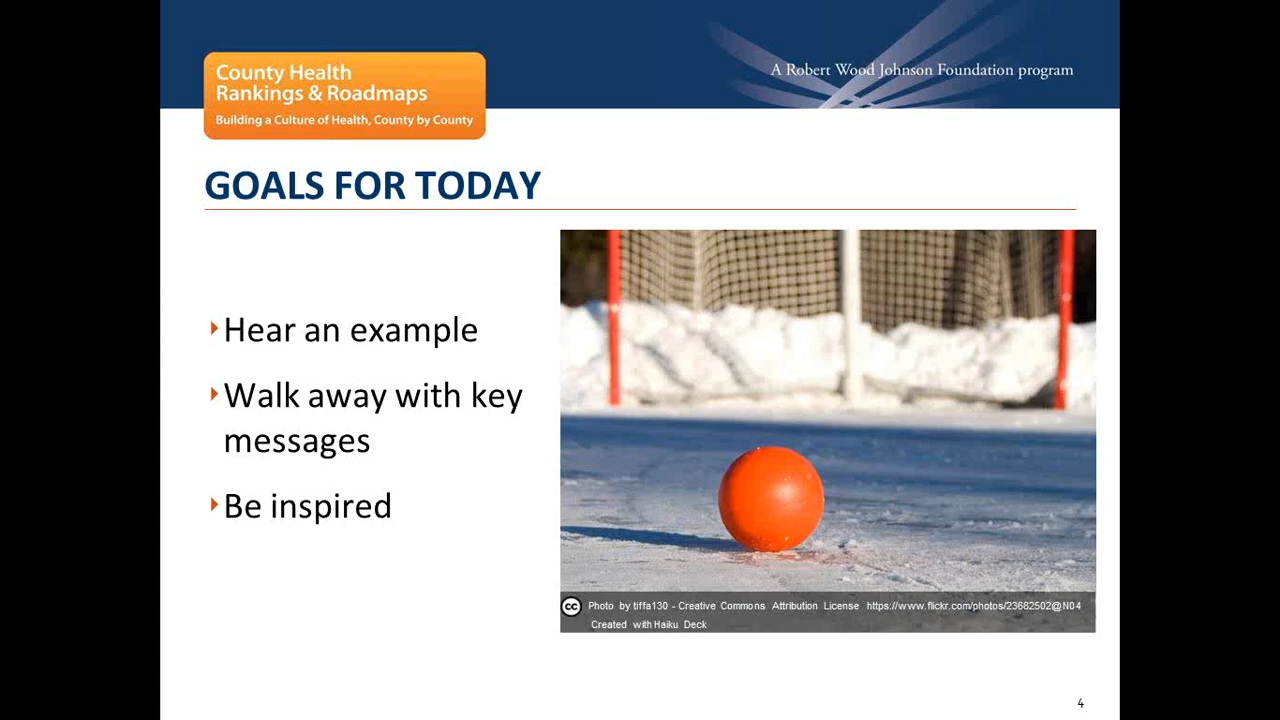 County Health
Rankings & Roadmaps
Building a Culture of Health, County by County
A Robert Wood Johnson Foundation program
GOALS FOR TODAY
Hear an example
Walk away with key
messages
Be inspired
cc Photo by tiffa130 - Creative Commons Attribution License https://www.flickr.com/photos/23682502@N04
Created with Haiku Deck
4